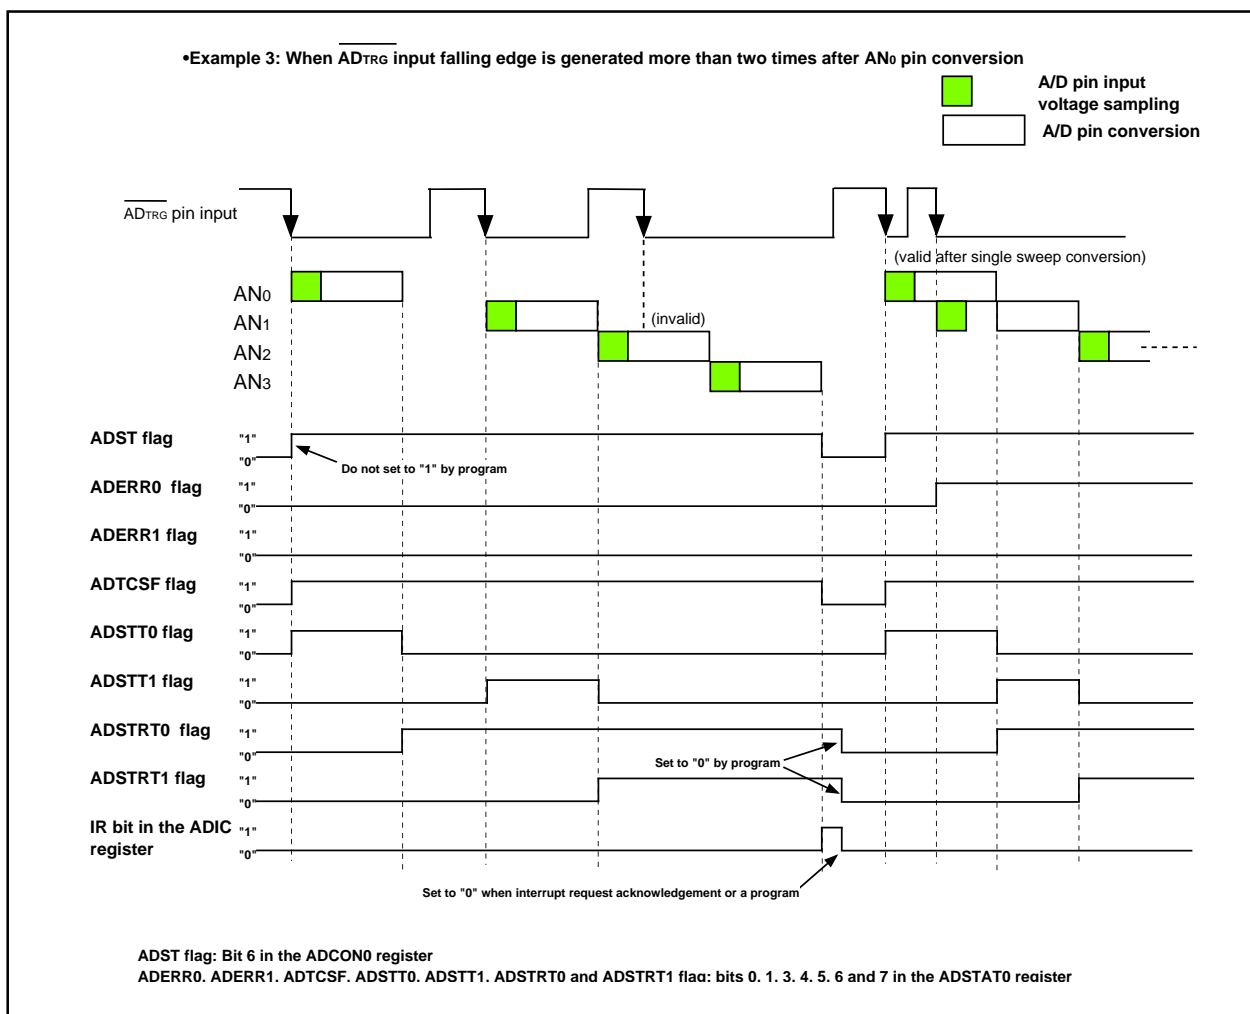 •Example 3: When ADTRG input falling edge is generated more than two times after AN0 pin conversion
A/D pin input
voltage sampling
A/D pin conversion
ADTRG pin input
(valid after single sweep conversion)
AN0
AN1
(invalid)
AN2
AN3
ADST flag
"1"
"0"
Do not set to "1" by program
ADERR0 flag
"1"
"0"
ADERR1 flag
"1"
"0"
ADTCSF flag
"1"
"0"
ADSTT0 flag
"1"
"0"
ADSTT1 flag
"1"
"0"
ADSTRT0 flag
"1"
"0"
Set to "0" by program
ADSTRT1 flag
"1"
"0"
IR bit in the ADIC
register
"1"
"0"
Set to "0" when interrupt request acknowledgement or a program
ADST flag: Bit 6 in the ADCON0 register
ADERR0, ADERR1, ADTCSF, ADSTT0, ADSTT1, ADSTRT0 and ADSTRT1 flag: bits 0, 1, 3, 4, 5, 6 and 7 in the ADSTAT0 register